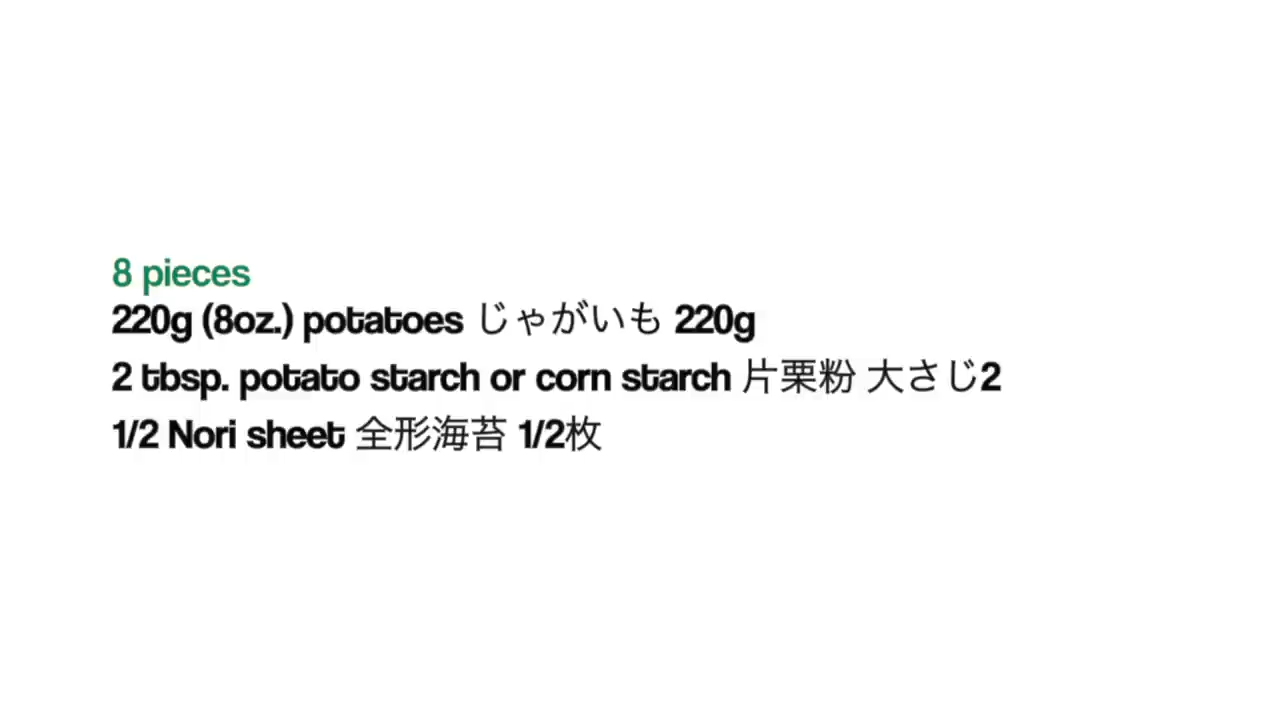 8 pieces
220g (8oz.) potatoes じゃがいも 220g
2 tbsp. potato starch or corn starch 片栗粉 大さじ2
1/2 Nori sheet 全形海苔 1/2枚